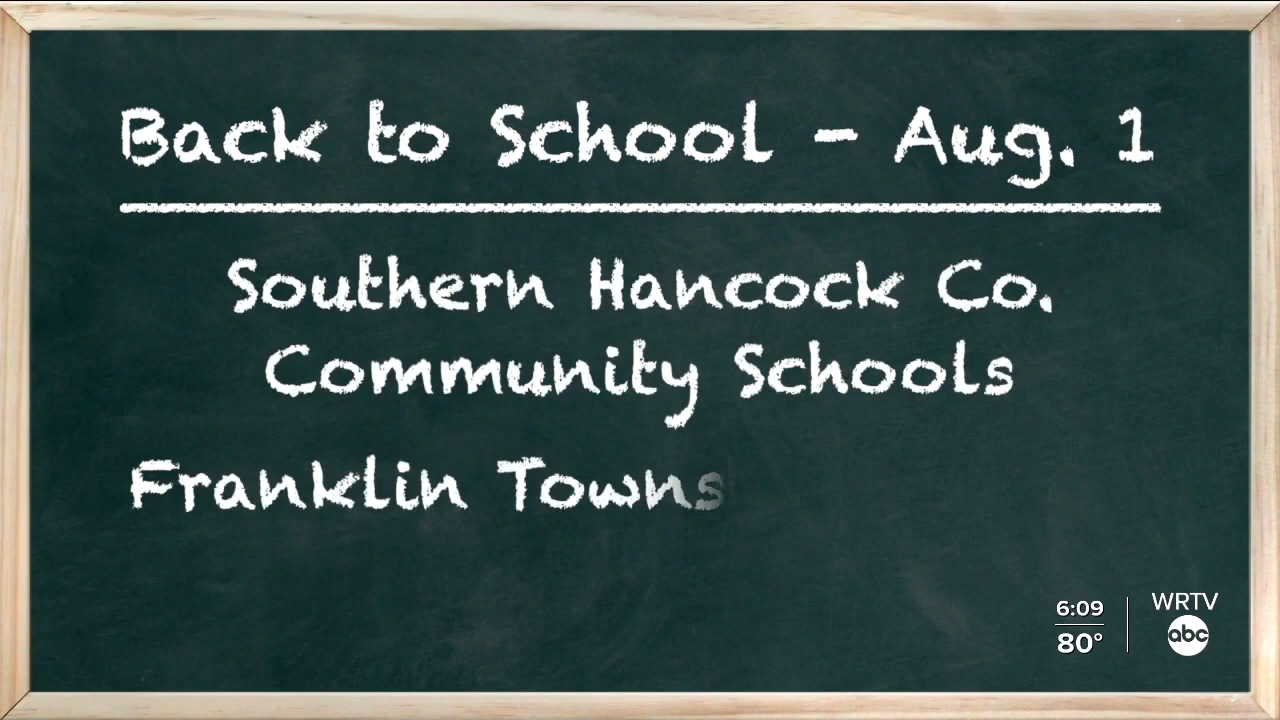 Back to School - Aug. 1
Southern Hancock Co.
Community Schools
Franklin Towns
6:09
80°
WRTV
abc